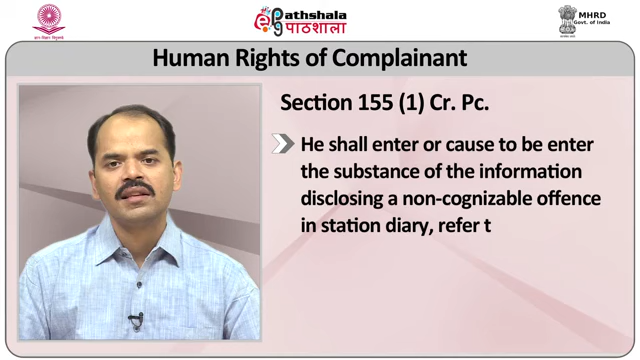 ePathshala
पाठशाला
MHRD
Govt. of India
Human Rights of Complainant
Section 155 (1) Cr. Pc.
He shall enter or cause to be enter
the substance of the information
disclosing a non-cognizable offence
in station diary, refer t